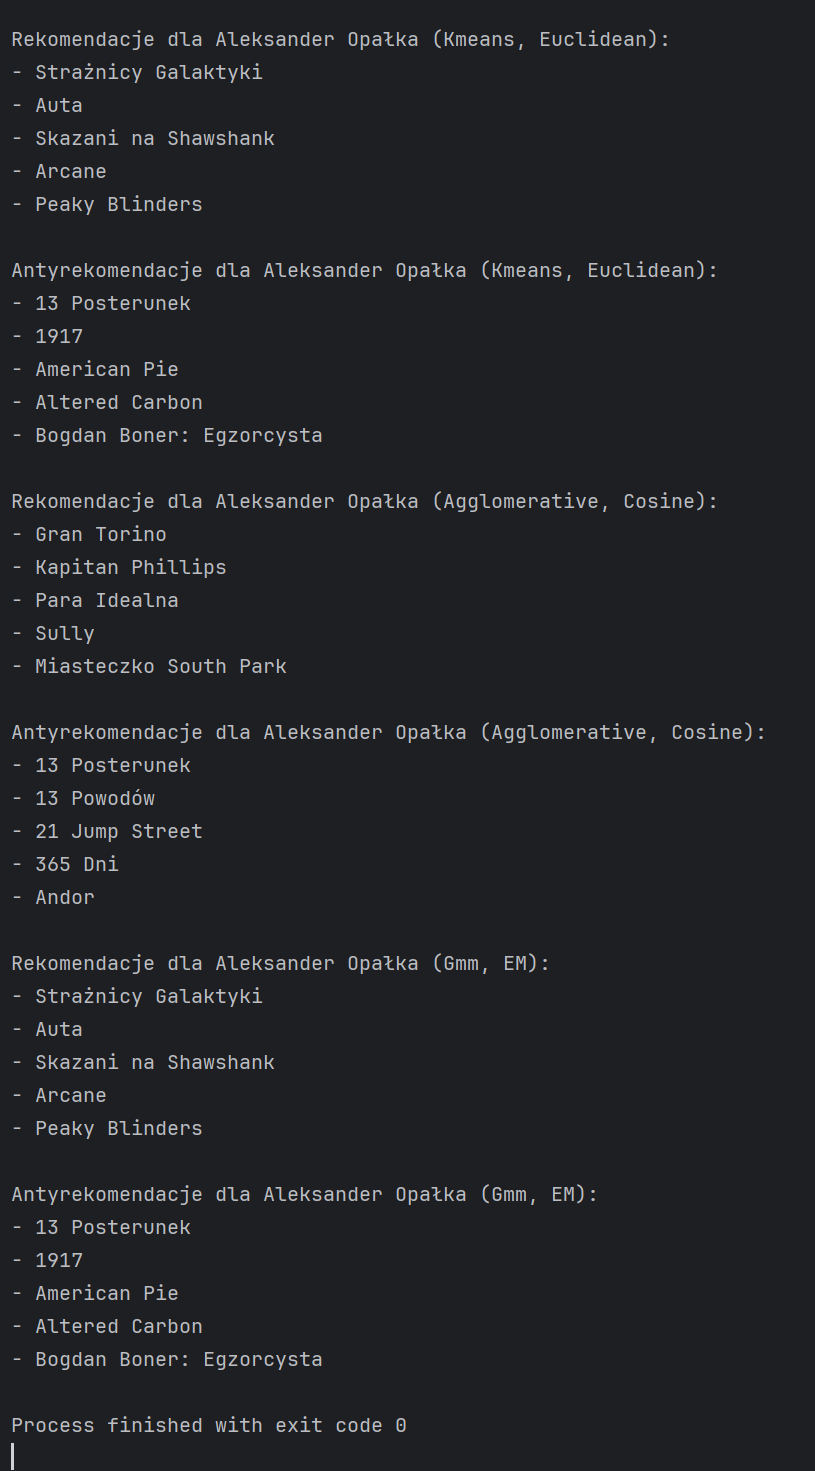 Rekomendacje dla Aleksander Opałka (Kmeans, Euclidean):
- Strażnicy Galaktyki
- Auta
- Skazani na Shawshank
- Arcane
- Peaky Blinders
Antyrekomendacje dla Aleksander Opałka (Kmeans, Euclidean):
- 13 Posterunek
- 1917
- American Pie
- Altered Carbon
- Bogdan Boner: Egzorcysta
Rekomendacje dla Aleksander Opałka (Agglomerative, Cosine):
- Gran Torino
- Kapitan Phillips
- Para Idealna
- Sully
- Miasteczko South Park
Antyrekomendacje dla Aleksander Opałka (Agglomerative, Cosine):
- 13 Posterunek
- 13 Powodów
- 21 Jump Street
- 365 Dni
- Andor
Rekomendacje dla Aleksander Opałka (Gmm, EM):
- Strażnicy Galaktyki
- Auta
- Skazani na Shawshank
- Arcane
- Peaky Blinders
Antyrekomendacje dla Aleksander Opałka (Gmm, EM):
- 13 Posterunek
- 1917
- American Pie
- Altered Carbon
- Bogdan Boner: Egzorcysta
Process finished with exit code 0